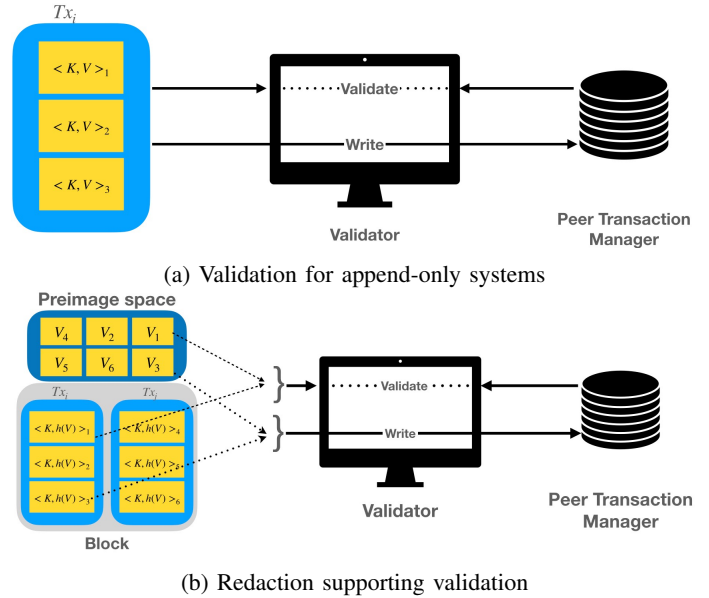 Tx_i
< K, V >_1
< K, V >_2
< K, V >_3
Validate
Write
Validator
Peer Transaction
Manager
(a) Validation for append-only systems
Preimage space
V_4 V_2 V_1
V_5 V_6 V_3
Tx_i Tx_i
< K, h(V) >_1 < K, h(V) >_4
< K, h(V) >_2 < K, h(V) >_5
< K, h(V) >_3 < K, h(V) >_6
Block
}
}
Validate
Write
Validator
Peer Transaction
Manager
(b) Redaction supporting validation